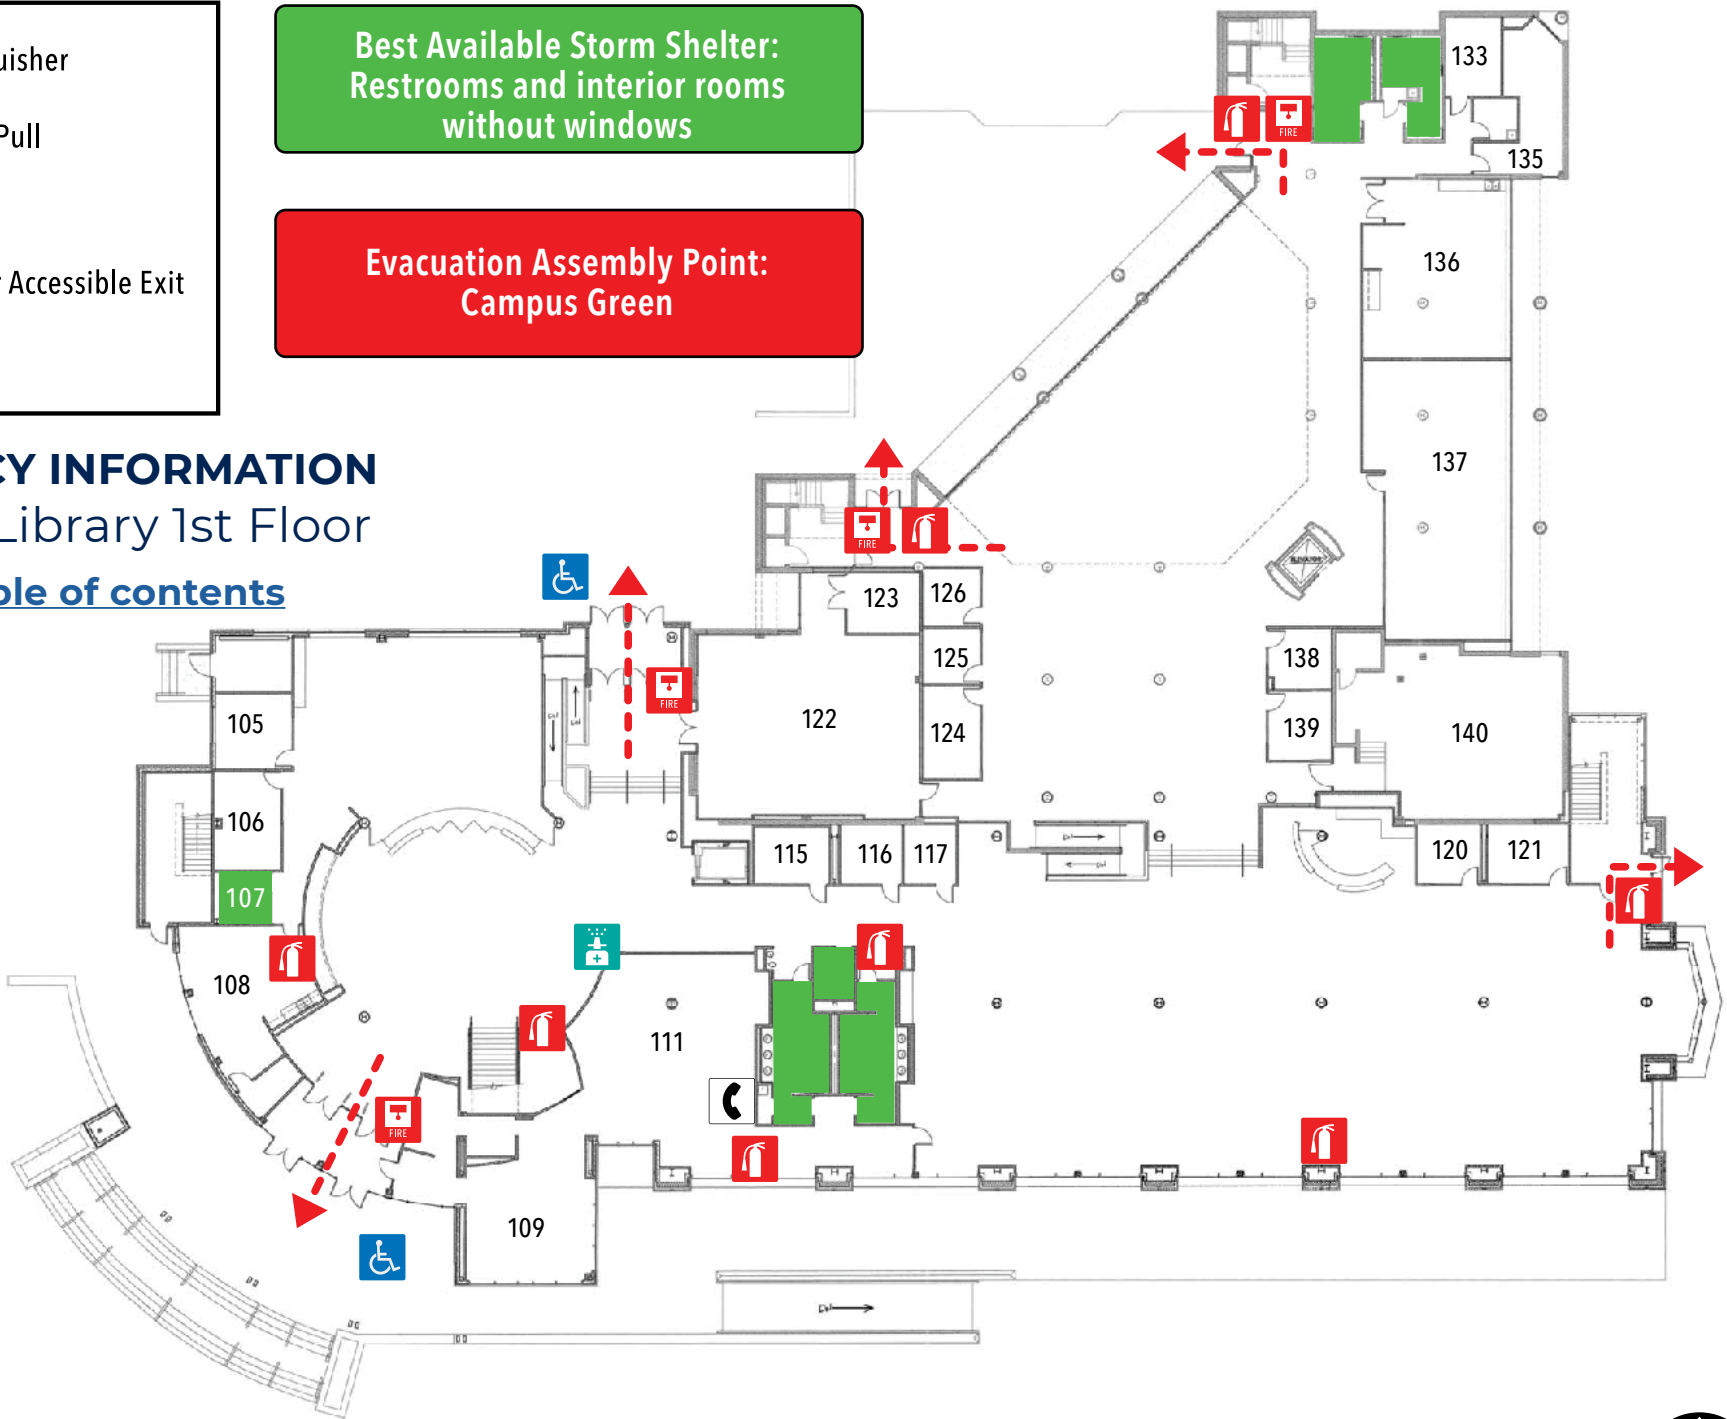 uisher
Pull
r Accessible Exit
Best Available Storm Shelter:
Restrooms and interior rooms
without windows
Evacuation Assembly Point:
Campus Green
CY INFORMATION
Library 1st Floor
ble of contents
133
135
FIRE
136
137
FIRE
123
126
125
138
FIRE
105
122
124
139
140
106
115
116
117
120
121
107
108
111
FIRE
109